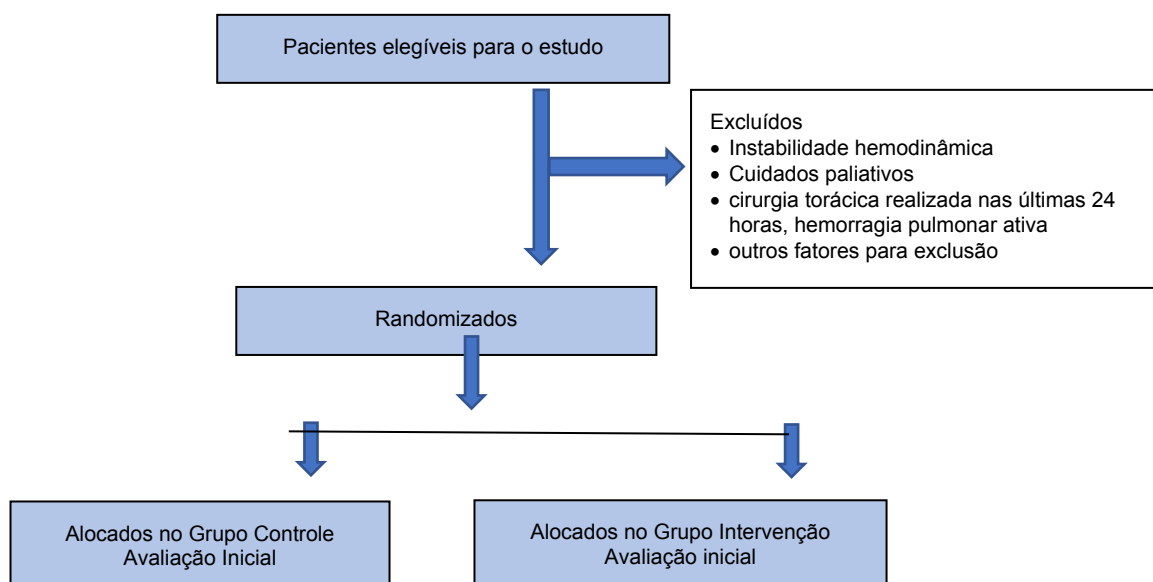 Pacientes elegíveis para o estudo
Excluídos
• Instabilidade hemodinâmica
• Cuidados paliativos
• cirurgia torácica realizada nas últimas 24
horas, hemorragia pulmonar ativa
• outros fatores para exclusão
Randomizados
Alocados no Grupo Controle
Avaliação Inicial
Alocados no Grupo Intervenção
Avaliação inicial